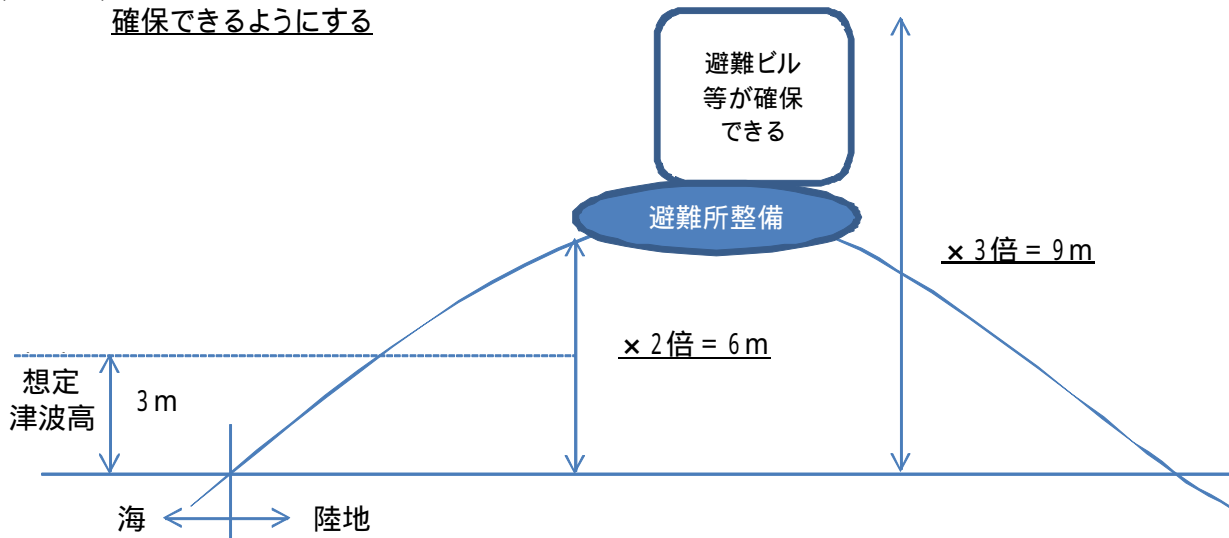 確保できるようにする
避難ビル
等が確保
できる
避難所整備
×3倍=9m
×2倍=6m
想定
津波高
3m
海
陸地